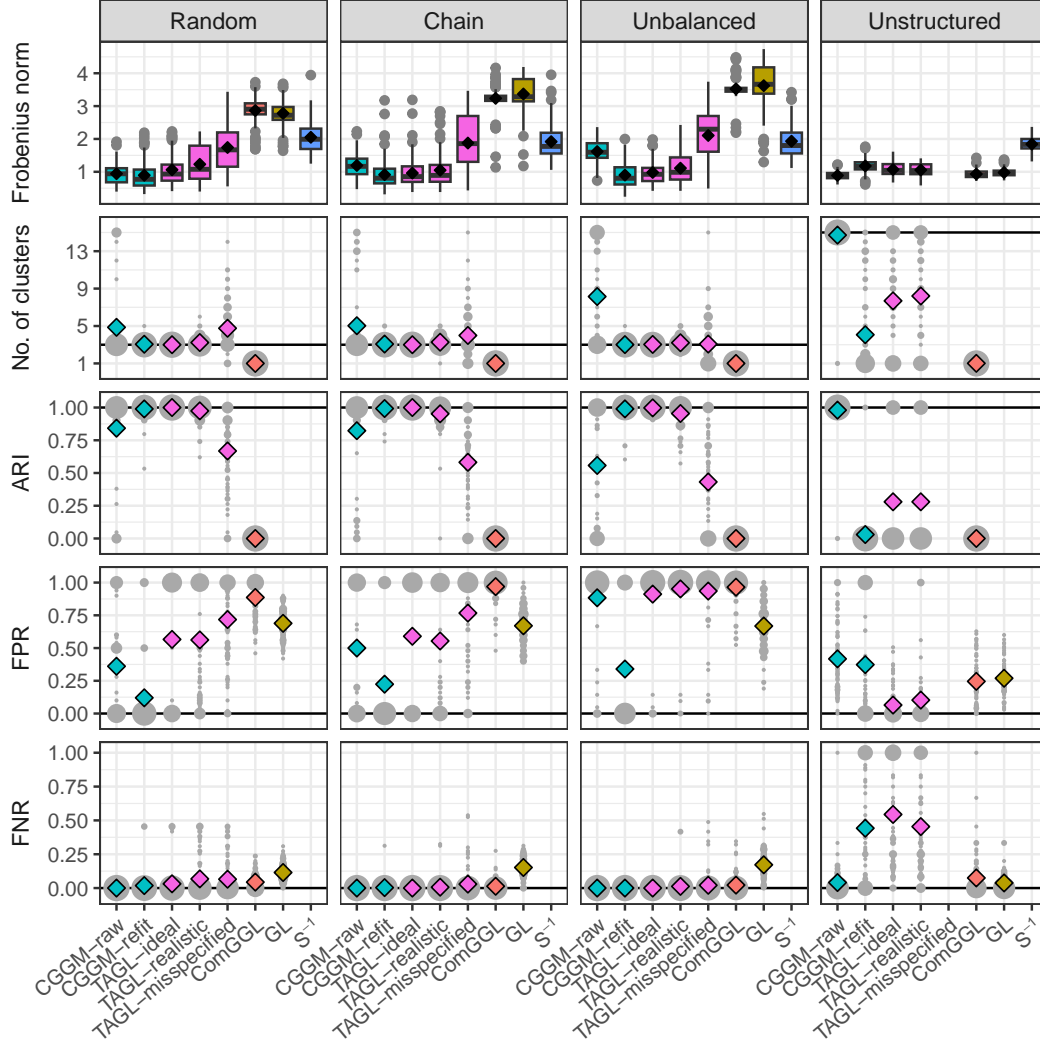 Random Chain Unbalanced Unstructured
Frobenius norm
4
3
2
1
No. of clusters
13
9
5
1
ARI
1.00
0.75
0.50
0.25
0.00
FPR
1.00
0.75
0.50
0.25
0.00
FNR
1.00
0.75
0.50
0.25
0.00
CGGM−raw
CGGM−refit
TAGL−ideal
TAGL−realistic
TAGL−misspecified
ComGGL
GL
S⁻¹
CGGM−raw
CGGM−refit
TAGL−ideal
TAGL−realistic
TAGL−misspecified
ComGGL
GL
S⁻¹
CGGM−raw
CGGM−refit
TAGL−ideal
TAGL−realistic
TAGL−misspecified
ComGGL
GL
S⁻¹
CGGM−raw
CGGM−refit
TAGL−ideal
TAGL−realistic
TAGL−misspecified
ComGGL
GL
S⁻¹